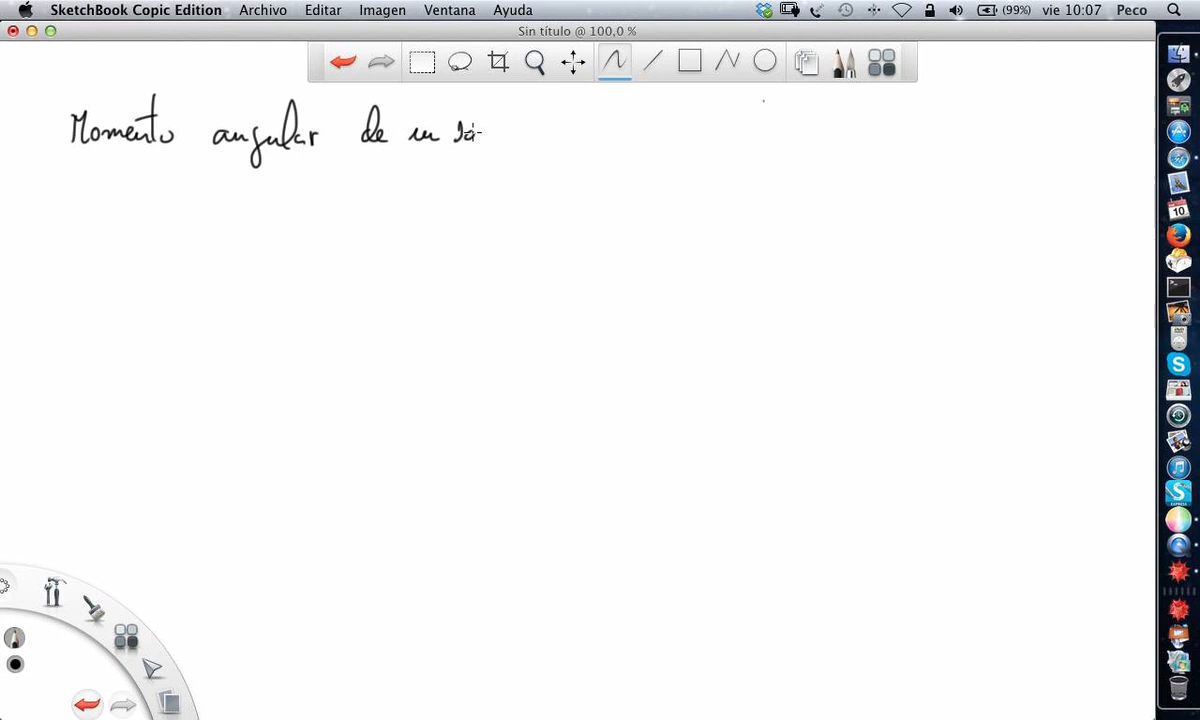 SketchBook Copic Edition Archivo Editar Imagen Ventana Ayuda (99%) vie 10:07 Peco
Sin título @ 100,0 %
Momento angular de un
10
S
S